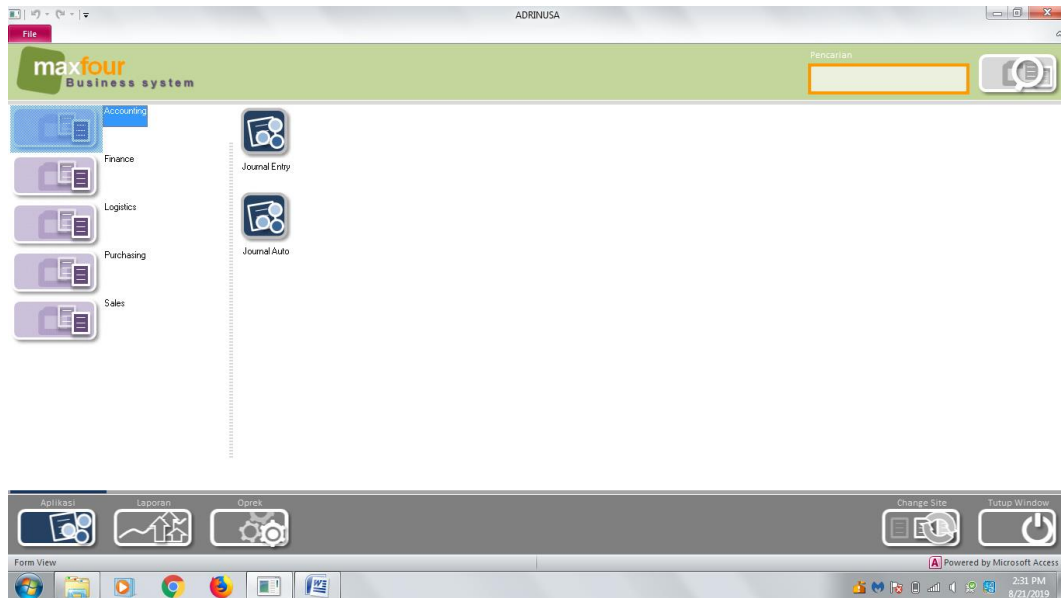 ADRINUSA
File
maxfour
Business system
Pencarian
Accounting
Finance
Logistics
Purchasing
Sales
Journal Entry
Journal Auto
Aplikasi
Laporan
Oprek
Change Site
Tutup Window
Form View
A Powered by Microsoft Access
W
2:31 PM
8/21/2019